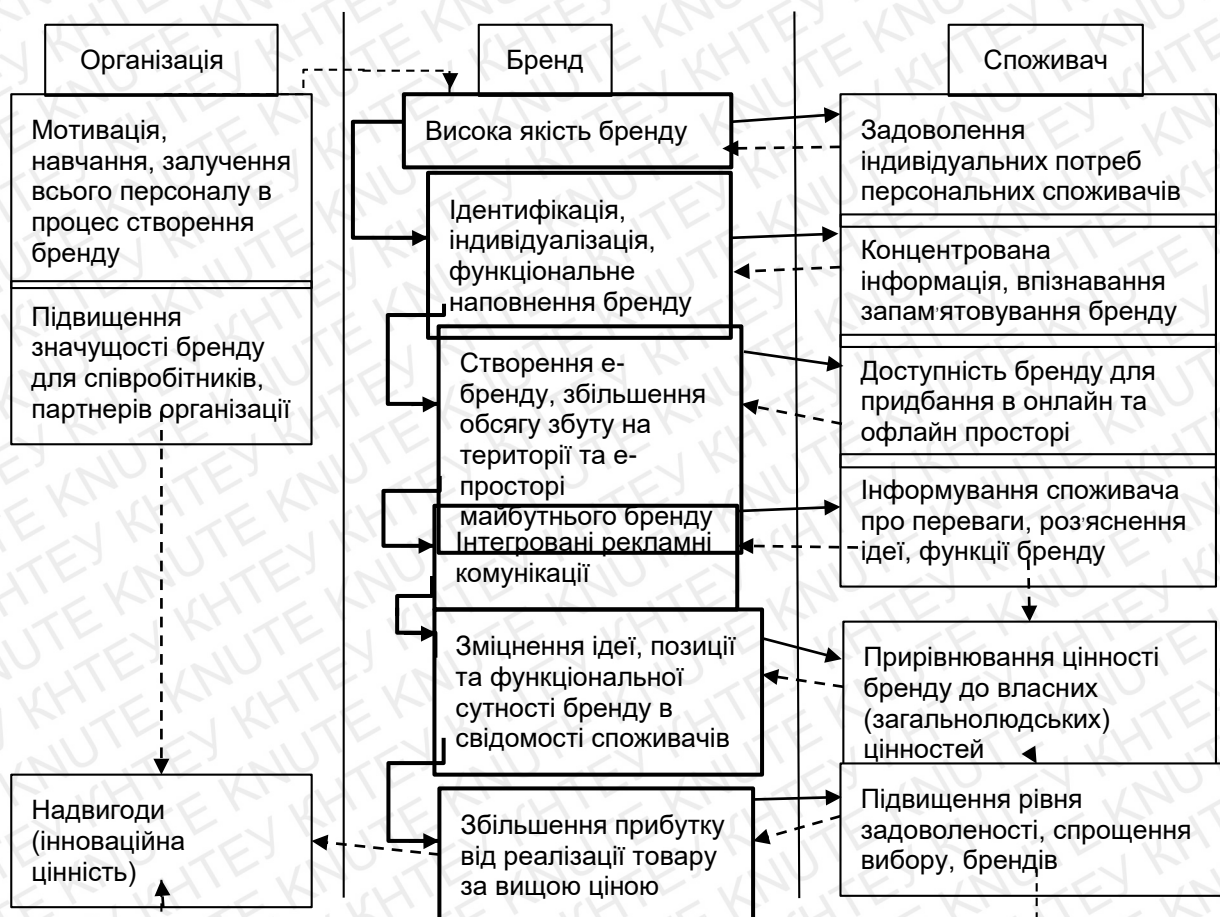 Організація
Мотивація,
навчання, залучення
всього персоналу в
процес створення
бренду
Підвищення
значущості бренду
для співробітників,
партнерів організації
Надвигоди
(інноваційна
цінність)
Бренд
Висока якість бренду
Ідентифікація,
індивідуалізація,
функціональне
наповнення бренду
Створення е-
бренду, збільшення
обсягу збуту на
території та е-
просторі
майбутнього бренду
Інтегровані рекламні
комунікації
Зміцнення ідеї, позиції
та функціональної
сутності бренду в
свідомості споживачів
Збільшення прибутку
від реалізації товару
за вищою ціною
Споживач
Задоволення
індивідуальних потреб
персональних споживачів
Концентрована
інформація, впізнавання
запам'ятовування бренду
Доступність бренду для
придбання в онлайн та
офлайн просторі
Інформування споживача
про переваги, роз'яснення
ідеї, функції бренду
Прирівнювання цінності
бренду до власних
(загальнолюдських)
цінностей
Підвищення рівня
задоволеності, спрощення
вибору, брендів